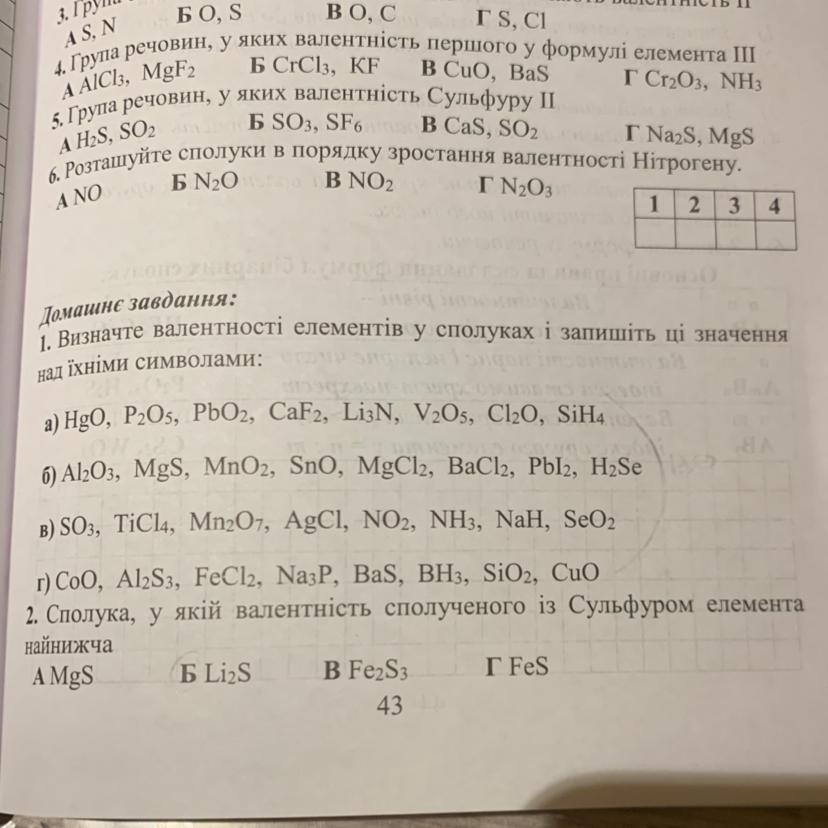 3. Група
А S, N Б O, S В O, C Г S, Cl
4. Група речовин, у яких валентність першого у формулі елемента III
А AlCl₃, MgF₂ Б CrCl₃, KF В CuO, BaS Г Cr₂O₃, NH₃
5. Група речовин, у яких валентність Сульфуру II
А H₂S, SO₂ Б SO₃, SF₆ В CaS, SO₂ Г Na₂S, MgS
6. Розташуйте сполуки в порядку зростання валентності Нітрогену.
А NO Б N₂O В NO₂ Г N₂O₃
1 2 3 4
Домашнє завдання:
1. Визначте валентності елементів у сполуках і запишіть ці значення
над їхніми символами:
а) HgO, P₂O₅, PbO₂, CaF₂, Li₃N, V₂O₅, Cl₂O, SiH₄
б) Al₂O₃, MgS, MnO₂, SnO, MgCl₂, BaCl₂, PbI₂, H₂Se
в) SO₃, TiCl₄, Mn₂O₇, AgCl, NO₂, NH₃, NaH, SeO₂
г) CoO, Al₂S₃, FeCl₂, Na₃P, BaS, BH₃, SiO₂, CuO
2. Сполука, у якій валентність сполученого із Сульфуром елемента
найнижча
А MgS Б Li₂S В Fe₂S₃ Г FeS
43